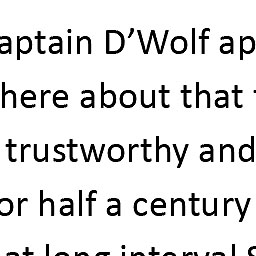 aptain D’Wolf ap
here about that
trustworthy and
or half a century
at long interval